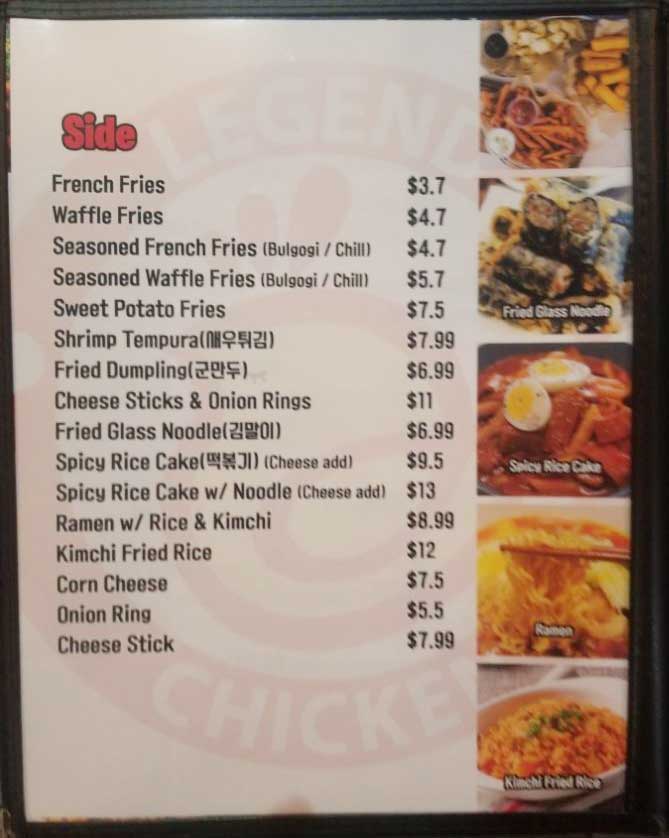 LEGEND
Side
French Fries $3.7
Waffle Fries $4.7
Seasoned French Fries (Bulgogi / Chill) $4.7
Seasoned Waffle Fries (Bulgogi / Chill) $5.7
Sweet Potato Fries $7.5
Shrimp Tempura(새우튀김) $7.99
Fried Dumpling(군만두) $6.99
Cheese Sticks & Onion Rings $11
Fried Glass Noodle(김말이) $6.99
Spicy Rice Cake(떡볶기) (Cheese add) $9.5
Spicy Rice Cake w/ Noodle (Cheese add) $13
Ramen w/ Rice & Kimchi $8.99
Kimchi Fried Rice $12
Corn Cheese $7.5
Onion Ring $5.5
Cheese Stick $7.99
CHICKEN
Fried Glass Noodle
Spicy Rice Cake
Ramen
Kimchi Fried Rice